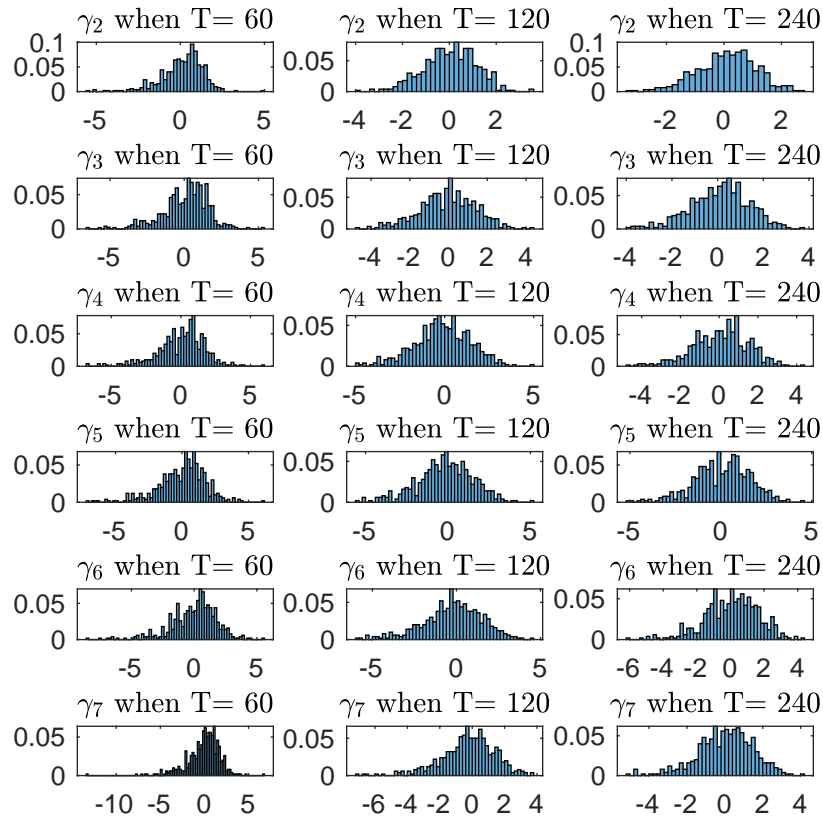 γ2 when T= 60 γ2 when T= 120 γ2 when T= 240
0.1 0.1
0.05 0.05 0.05
0 0 0
-5 0 5 -4 -2 0 2 -2 0 2
γ3 when T= 60 γ3 when T= 120 γ3 when T= 240
0.05 0.05 0.05
0 0 0
-5 0 5 -4 -2 0 2 4 -4 -2 0 2 4
γ4 when T= 60 γ4 when T= 120 γ4 when T= 240
0.05 0.05 0.05
0 0 0
-5 0 5 -5 0 5 -4 -2 0 2 4
γ5 when T= 60 γ5 when T= 120 γ5 when T= 240
0.05 0.05 0.05
0 0 0
-5 0 5 -5 0 5 -5 0 5
γ6 when T= 60 γ6 when T= 120 γ6 when T= 240
0.05 0.05 0.05
0 0 0
-5 0 5 -5 0 5 -6 -4 -2 0 2 4
γ7 when T= 60 γ7 when T= 120 γ7 when T= 240
0.05 0.05 0.05
0 0 0
-10 -5 0 5 -6 -4 -2 0 2 4 -4 -2 0 2 4